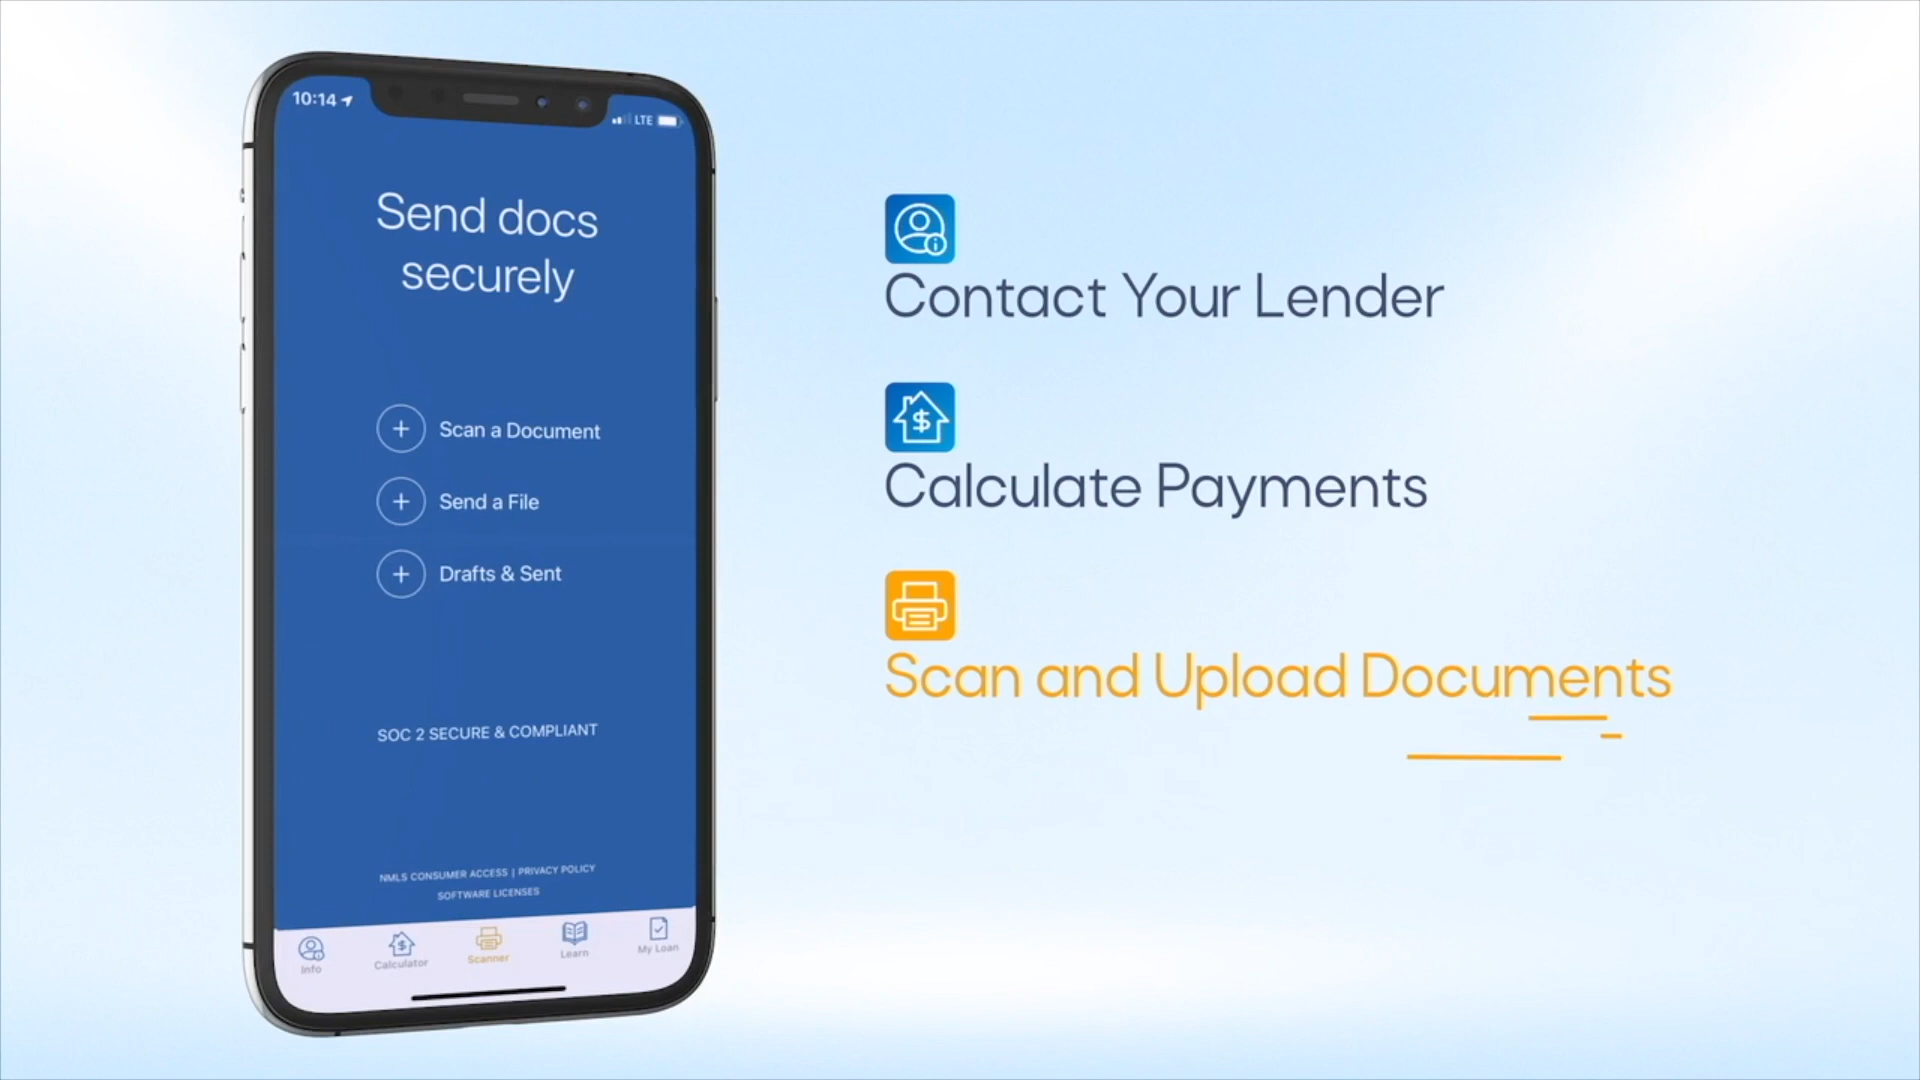 10:14
LTE
Send docs
securely
Scan a Document
Send a File
Drafts & Sent
SOC 2 SECURE & COMPLIANT
NMLS CONSUMER ACCESS | PRIVACY POLICY
SOFTWARE LICENSES
Info
Calculator
Scanner
Learn
My Loan
Contact Your Lender
Calculate Payments
Scan and Upload Documents